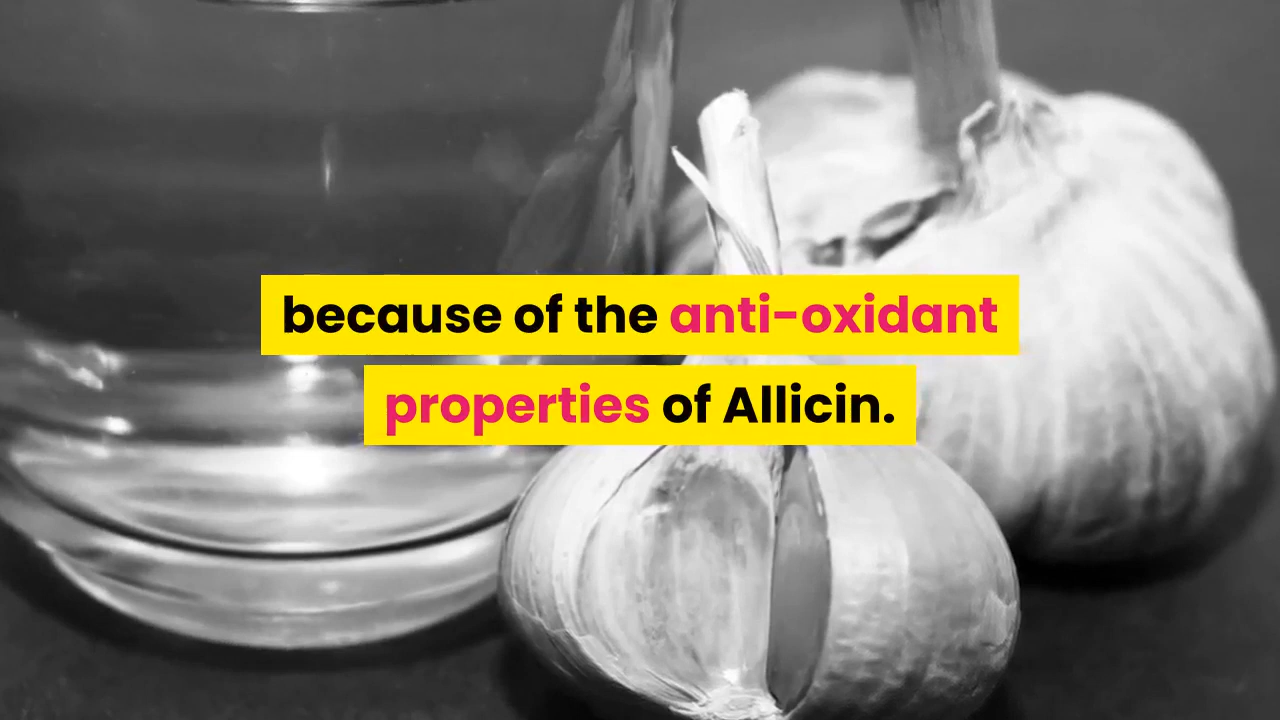 because of the anti-oxidant
properties of Allicin.